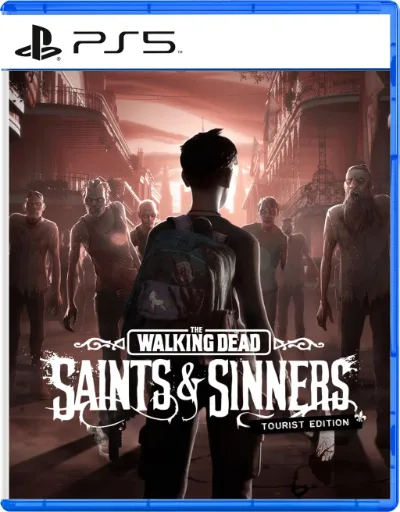 PS5
THE
WALKING DEAD
SAINTS & SINNERS
TOURIST EDITION